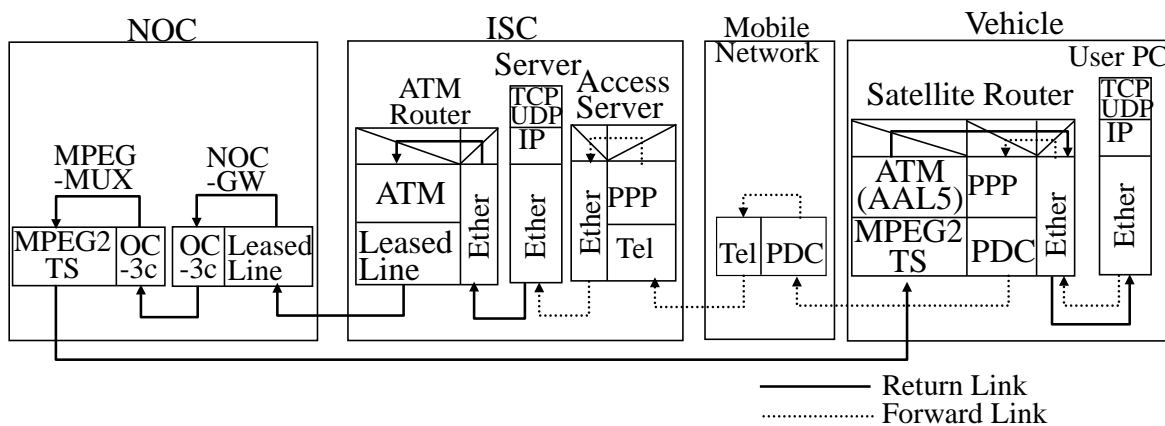 NOC
ISC
Mobile
Network
Vehicle
MPEG
-MUX
NOC
-GW
MPEG2
TS
OC
-3c
OC
-3c
Leased
Line
ATM
Router
ATM
Leased
Line
Ether
Server
TCP
UDP
IP
Ether
Access
Server
Ether
PPP
Tel
Tel
PDC
Satellite Router
ATM
(AAL5)
MPEG2
TS
PPP
PDC
Ether
User PC
TCP
UDP
IP
Ether
Return Link
Forward Link